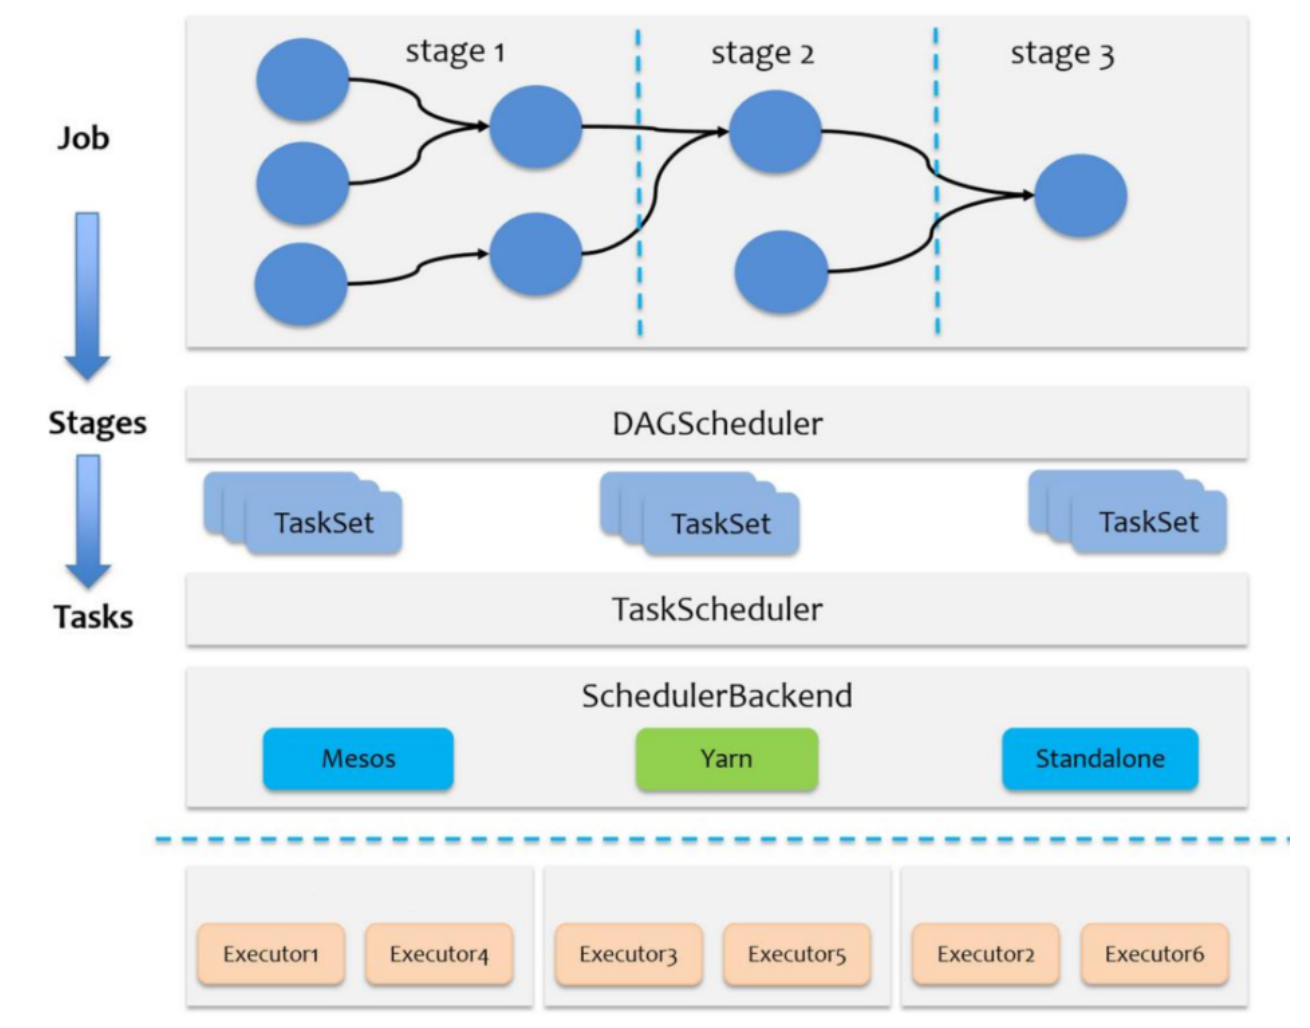 stage 1
stage 2
stage 3
Job
Stages
DAGScheduler
TaskSet
TaskSet
TaskSet
Tasks
TaskScheduler
SchedulerBackend
Mesos
Yarn
Standalone
Executor1
Executor4
Executor3
Executor5
Executor2
Executor6